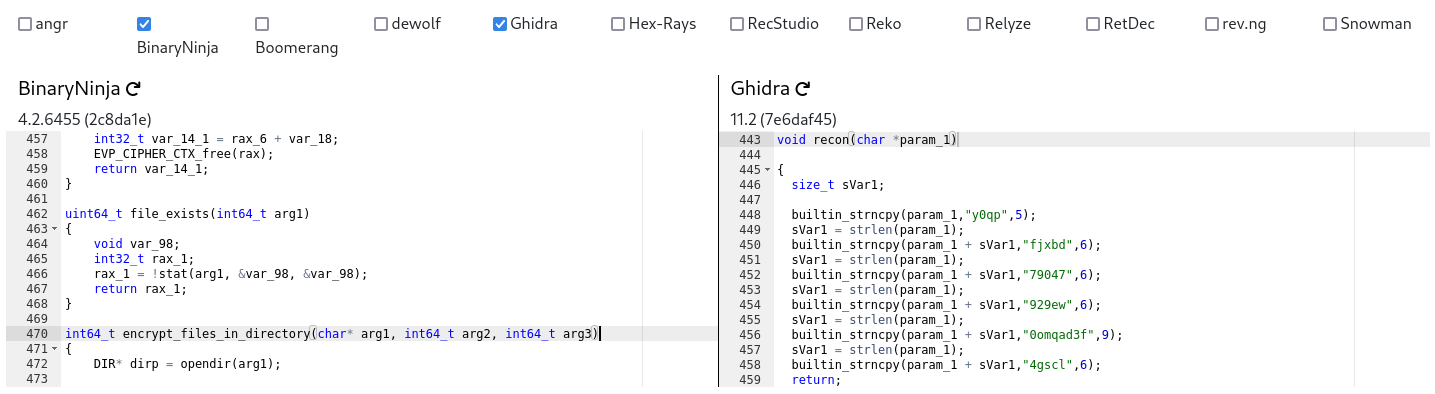 angr
BinaryNinja
Boomerang
dewolf
Ghidra
Hex-Rays
RecStudio
Reko
Relyze
RetDec
rev.ng
Snowman
BinaryNinja
4.2.6455 (2c8da1e)
457 int32_t var_14_1 = rax_6 + var_18;
458 EVP_CIPHER_CTX_free(rax);
459 return var_14_1;
460 }
461
462 uint64_t file_exists(int64_t arg1)
463 {
464 void var_98;
465 int32_t rax_1;
466 rax_1 = !stat(arg1, &var_98, &var_98);
467 return rax_1;
468 }
469
470 int64_t encrypt_files_in_directory(char* arg1, int64_t arg2, int64_t arg3)
471 {
472 DIR* dirp = opendir(arg1);
473
Ghidra
11.2 (7e6daf45)
443 void recon(char *param_1)
444
445 {
446 size_t sVar1;
447
448 builtin_strncpy(param_1,"y0qp",5);
449 sVar1 = strlen(param_1);
450 builtin_strncpy(param_1 + sVar1,"fjxbd",6);
451 sVar1 = strlen(param_1);
452 builtin_strncpy(param_1 + sVar1,"79047",6);
453 sVar1 = strlen(param_1);
454 builtin_strncpy(param_1 + sVar1,"929ew",6);
455 sVar1 = strlen(param_1);
456 builtin_strncpy(param_1 + sVar1,"0omqad3f",9);
457 sVar1 = strlen(param_1);
458 builtin_strncpy(param_1 + sVar1,"4gscl",6);
459 return;